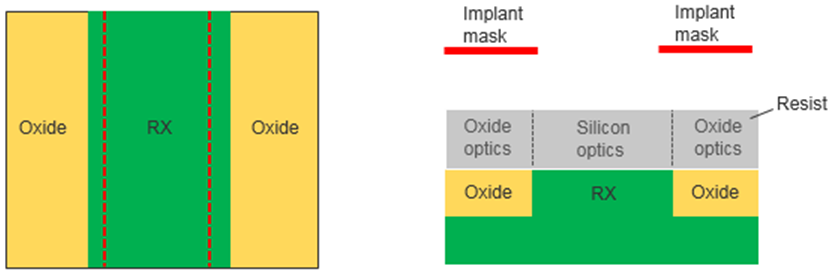 Oxide
RX
Oxide
Implant
mask
Implant
mask
Resist
Oxide
optics
Silicon
optics
Oxide
optics
Oxide
RX
Oxide